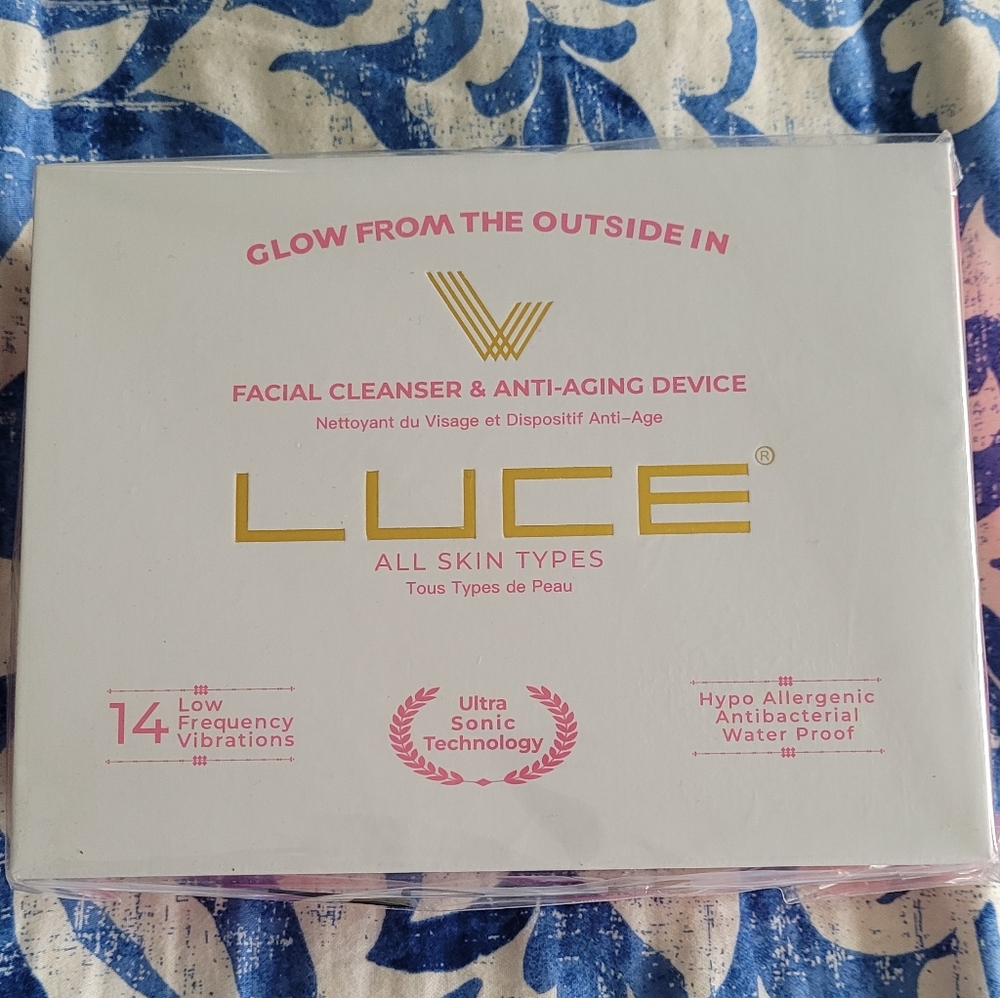 GLOW FROM THE OUTSIDE IN
FACIAL CLEANSER & ANTI-AGING DEVICE
Nettoyant du Visage et Dispositif Anti-Age
LUCE®
ALL SKIN TYPES
Tous Types de Peau
14 Low
Frequency
Vibrations
Ultra
Sonic
Technology
Hypo Allergenic
Antibacterial
Water Proof